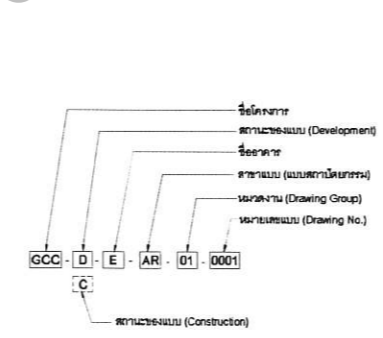 ชื่อโครงการ
สถานะของแบบ (Development)
ชื่ออาคาร
สาขาแบบ (แบบสถาปัตยกรรม)
หมวดงาน (Drawing Group)
หมายเลขแบบ (Drawing No.)
GCC - D - E - AR - 01 - 0001
C
สถานะของแบบ (Construction)